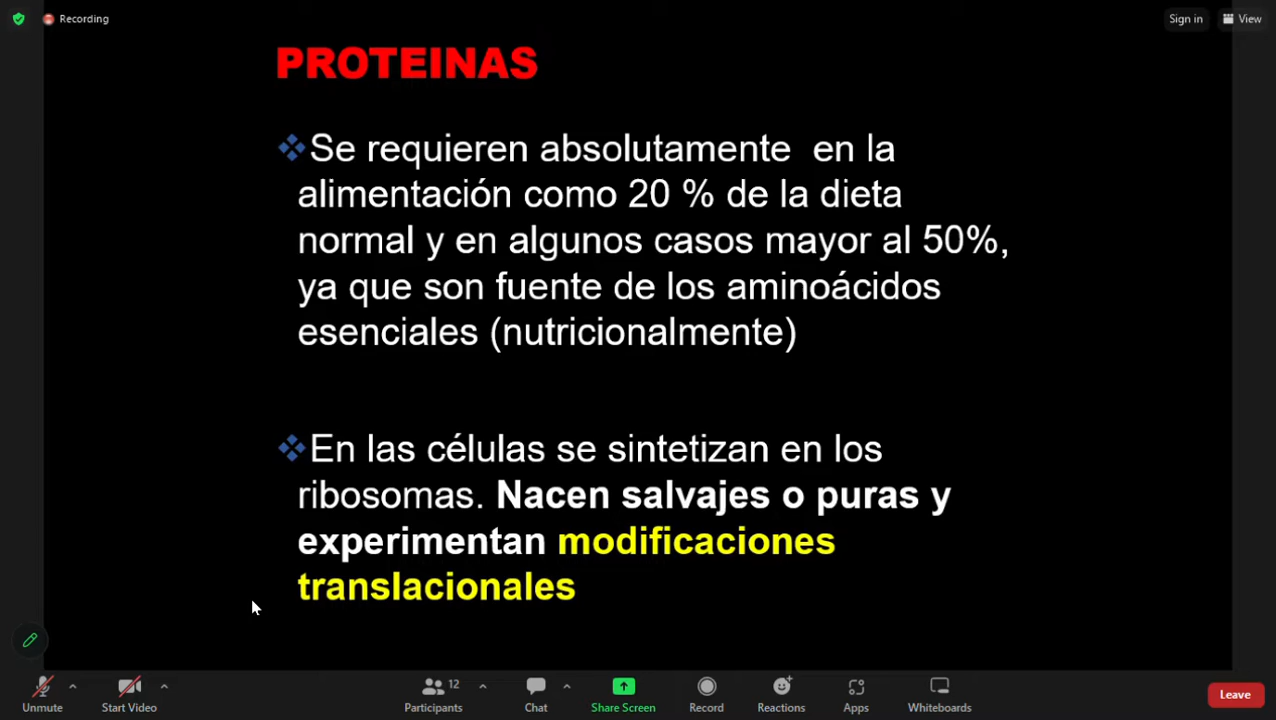 Recording
Sign in
View
PROTEINAS
Se requieren absolutamente en la
alimentación como 20 % de la dieta
normal y en algunos casos mayor al 50%,
ya que son fuente de los aminoácidos
esenciales (nutricionalmente)
En las células se sintetizan en los
ribosomas. Nacen salvajes o puras y
experimentan modificaciones
translacionales
12
Unmute
Start Video
Participants
Chat
Share Screen
Record
Reactions
Apps
Whiteboards
Leave